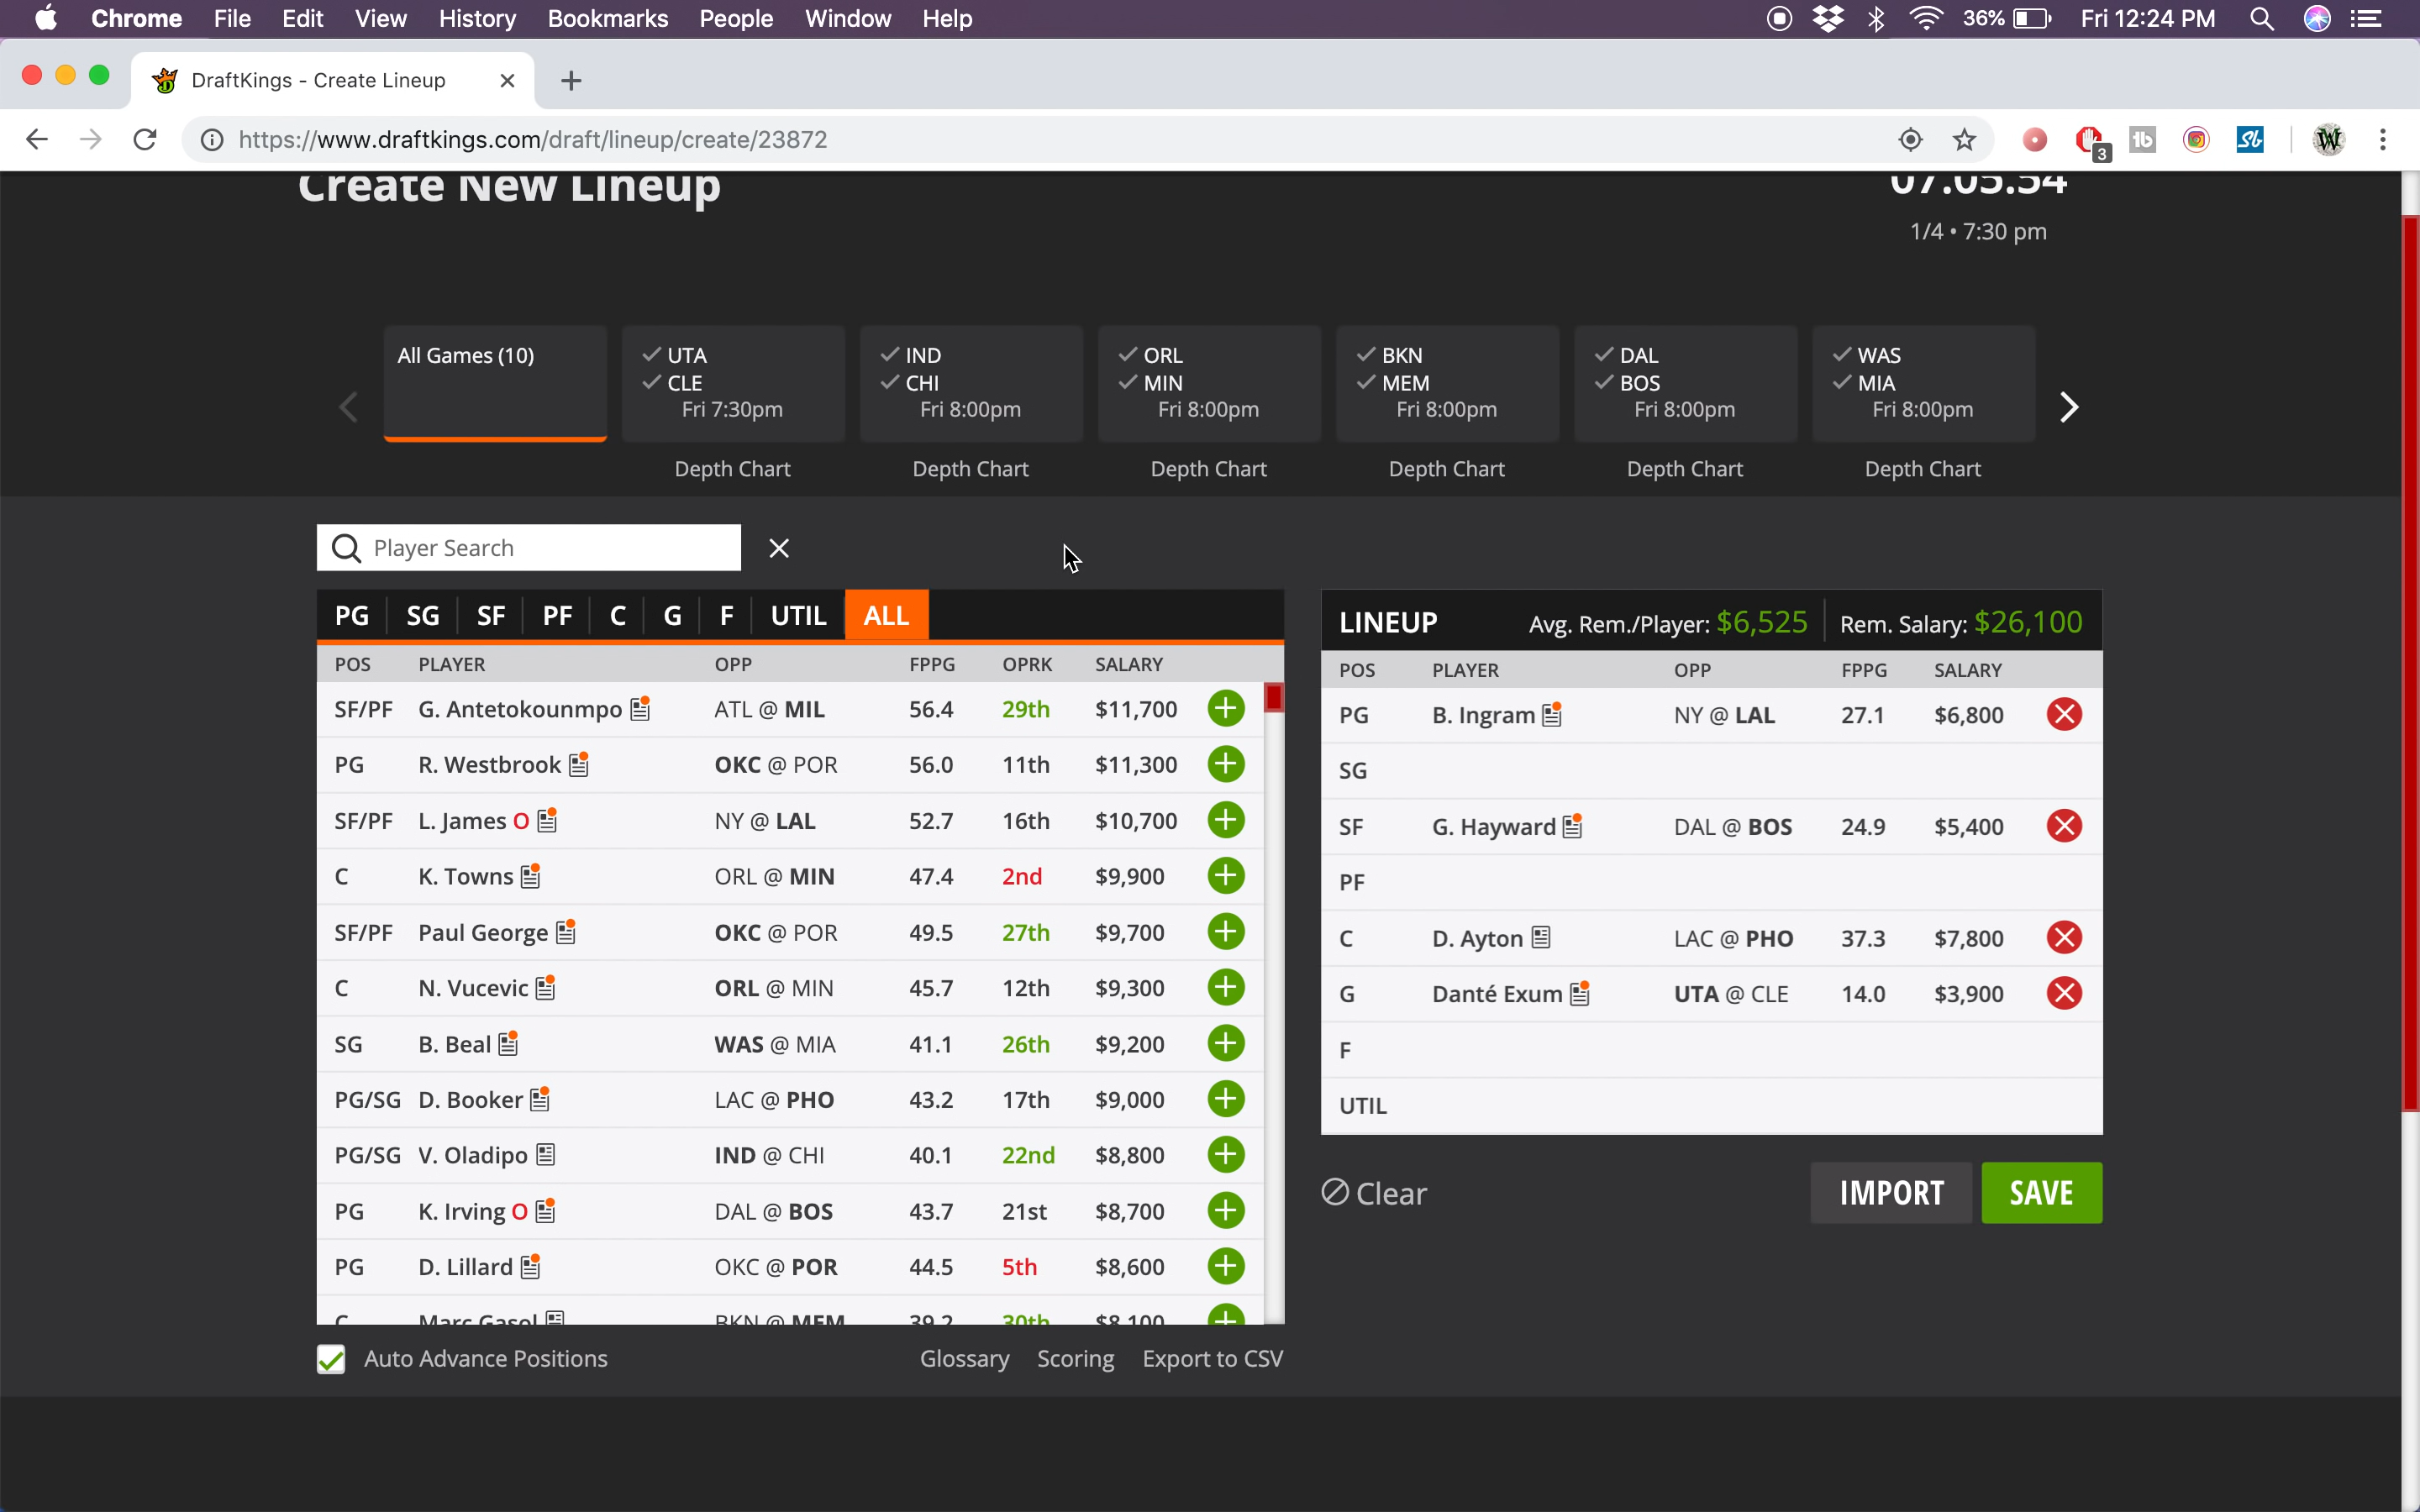 Chrome File Edit View History Bookmarks People Window Help 36% Fri 12:24 PM
DraftKings - Create Lineup
https://www.draftkings.com/draft/lineup/create/23872
3
Create New Lineup
07:05:54
1/4 • 7:30 pm
All Games (10)
UTA
CLE
Fri 7:30pm
Depth Chart
IND
CHI
Fri 8:00pm
Depth Chart
ORL
MIN
Fri 8:00pm
Depth Chart
BKN
MEM
Fri 8:00pm
Depth Chart
DAL
BOS
Fri 8:00pm
Depth Chart
WAS
MIA
Fri 8:00pm
Depth Chart
Player Search
PG SG SF PF C G F UTIL ALL
POS PLAYER OPP FPPG OPRK SALARY
SF/PF G. Antetokounmpo ATL @ MIL 56.4 29th $11,700
PG R. Westbrook OKC @ POR 56.0 11th $11,300
SF/PF L. James O NY @ LAL 52.7 16th $10,700
C K. Towns ORL @ MIN 47.4 2nd $9,900
SF/PF Paul George OKC @ POR 49.5 27th $9,700
C N. Vucevic ORL @ MIN 45.7 12th $9,300
SG B. Beal WAS @ MIA 41.1 26th $9,200
PG/SG D. Booker LAC @ PHO 43.2 17th $9,000
PG/SG V. Oladipo IND @ CHI 40.1 22nd $8,800
PG K. Irving O DAL @ BOS 43.7 21st $8,700
PG D. Lillard OKC @ POR 44.5 5th $8,600
C Marc Gasol BKN @ MEM 39.2 30th $8,100
Auto Advance Positions
Glossary Scoring Export to CSV
LINEUP Avg. Rem./Player: $6,525 Rem. Salary: $26,100
POS PLAYER OPP FPPG SALARY
PG B. Ingram NY @ LAL 27.1 $6,800
SG
SF G. Hayward DAL @ BOS 24.9 $5,400
PF
C D. Ayton LAC @ PHO 37.3 $7,800
G Danté Exum UTA @ CLE 14.0 $3,900
F
UTIL
Clear
IMPORT SAVE